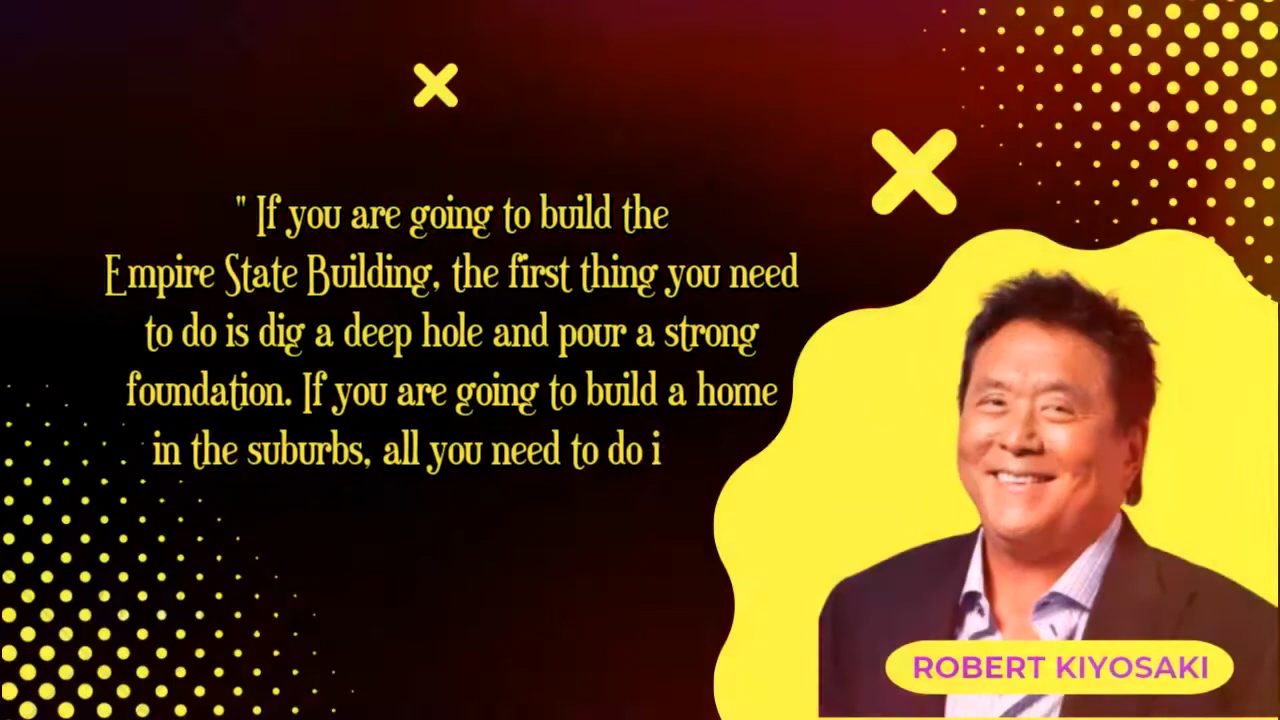 " If you are going to build the
Empire State Building, the first thing you need
to do is dig a deep hole and pour a strong
foundation. If you are going to build a home
in the suburbs, all you need to do i
ROBERT KIYOSAKI